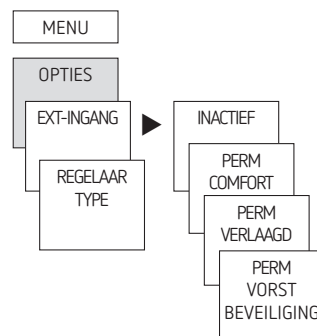 MENU
OPTIES
EXT-INGANG
REGELAAR
TYPE
INACTIEF
PERM
COMFORT
PERM
VERLAAGD
PERM
VORST
BEVEILIGING